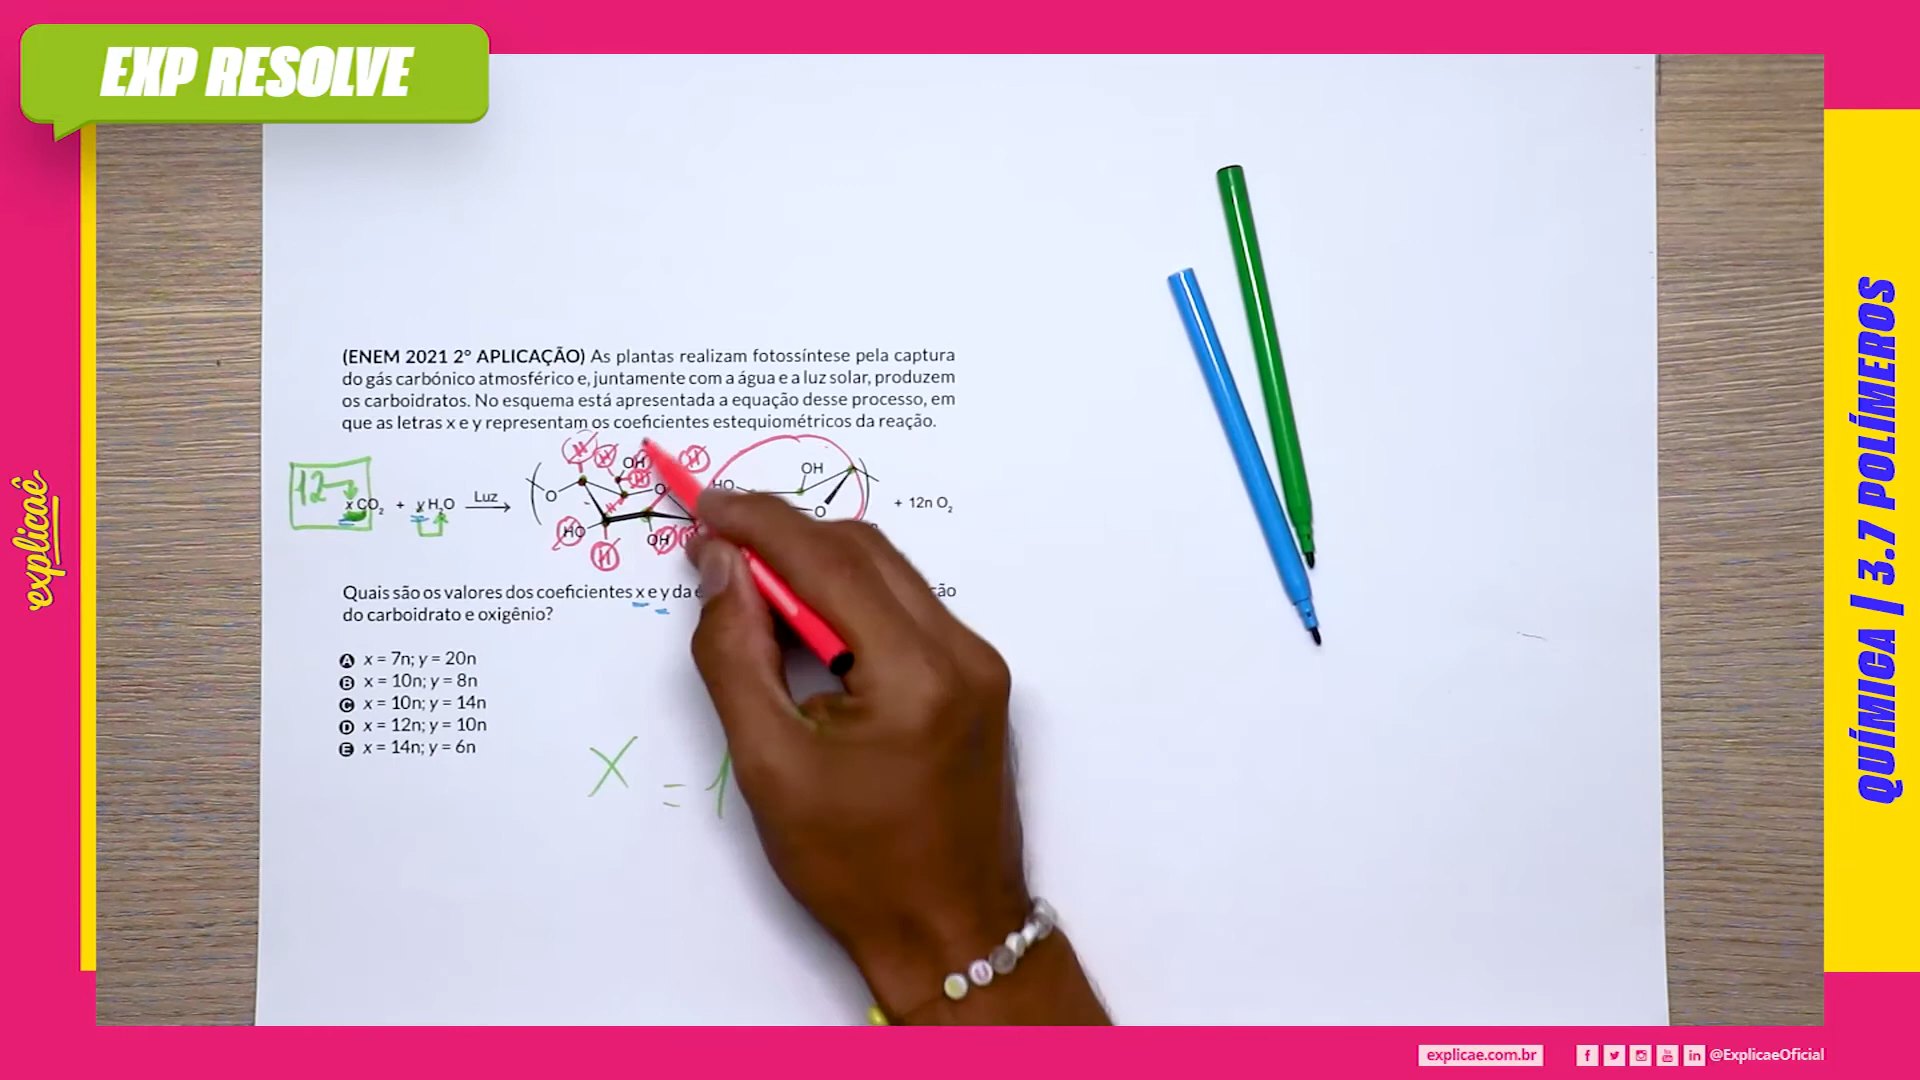 EXP RESOLVE
(ENEM 2021 2° APLICAÇÃO) As plantas realizam fotossíntese pela captura
do gás carbónico atmosférico e, juntamente com a água e a luz solar, produzem
os carboidratos. No esquema está apresentada a equação desse processo, em
que as letras x e y representam os coeficientes estequiométricos da reação.
H H OH H H OH
12 x CO₂ + y H₂O Luz O O HO O + 12n O₂
HO H OH
Quais são os valores dos coeficientes x e y da
do carboidrato e oxigênio?
A x = 7n; y = 20n
B x = 10n; y = 8n
C x = 10n; y = 14n
D x = 12n; y = 10n
E x = 14n; y = 6n
X = 1
explicaê
QUÍMICA | 3.7 POLÍMEROS
explicae.com.br
@ExplicaeOficial